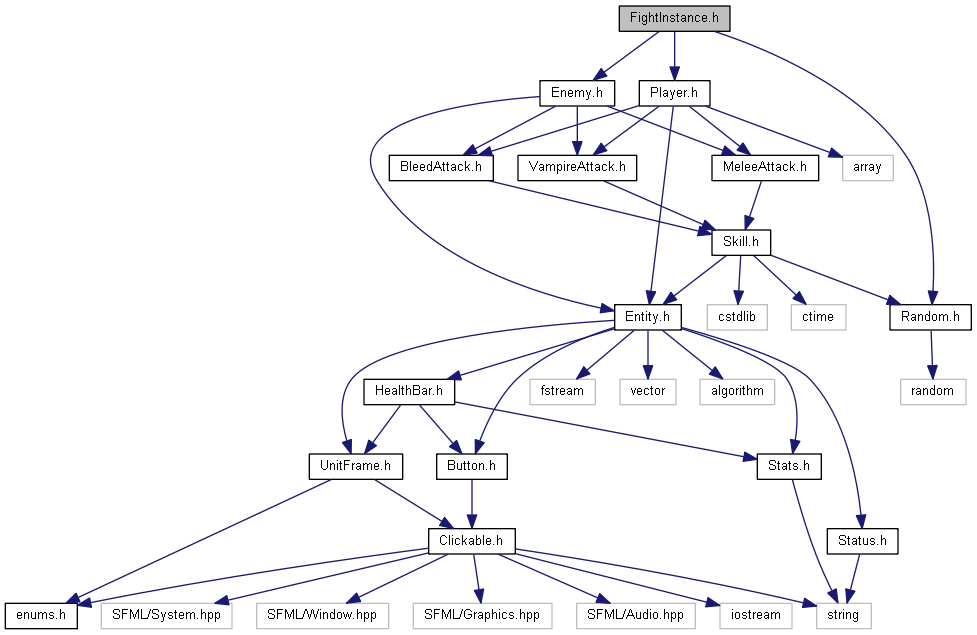 FightInstance.h
Enemy.h
Player.h
BleedAttack.h
VampireAttack.h
MeleeAttack.h
array
Skill.h
Entity.h
cstdlib
ctime
Random.h
HealthBar.h
fstream
vector
algorithm
random
UnitFrame.h
Button.h
Stats.h
Clickable.h
Status.h
enums.h
SFML/System.hpp
SFML/Window.hpp
SFML/Graphics.hpp
SFML/Audio.hpp
iostream
string